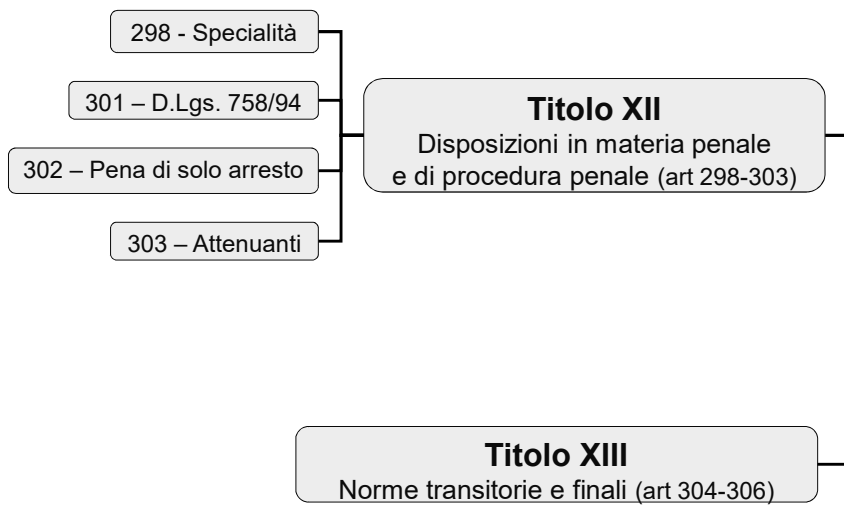 298 - Specialità
301 – D.Lgs. 758/94
302 – Pena di solo arresto
303 – Attenuanti
Titolo XII
Disposizioni in materia penale
e di procedura penale (art 298-303)
Titolo XIII
Norme transitorie e finali (art 304-306)